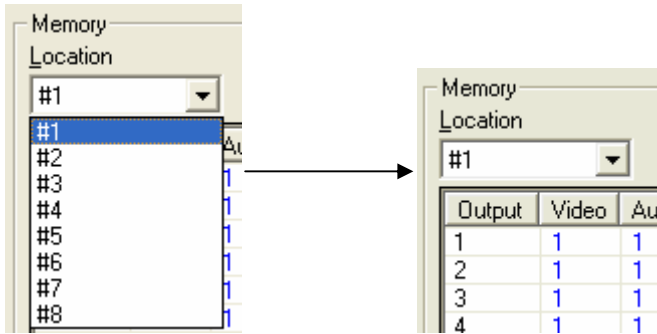 Memory
Location
#1
#1
#2
#3
#4
#5
#6
#7
#8
Au
1
1
1
1
1
1
Memory
Location
#1
Output Video Au
1 1 1
2 1 1
3 1 1
4 1 1